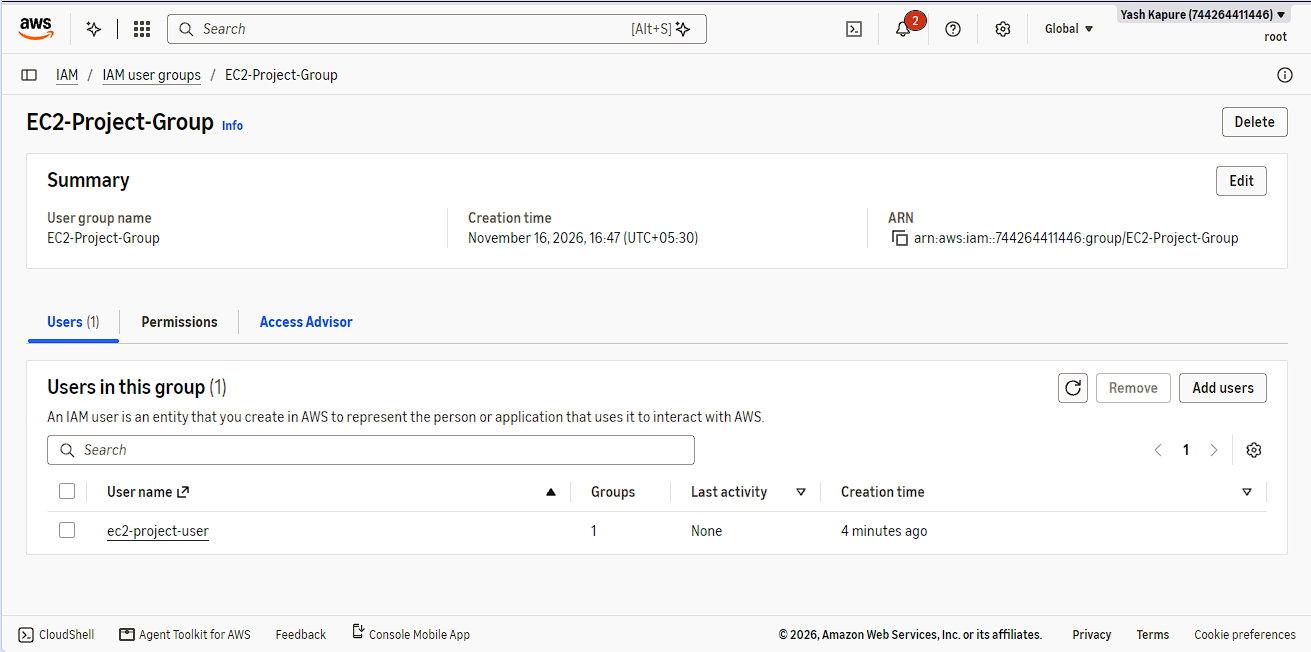 aws Search [Alt+S] 2 Global Yash Kapure (744264411446)
root
IAM / IAM user groups / EC2-Project-Group
EC2-Project-Group Info Delete
Summary Edit
User group name Creation time ARN
EC2-Project-Group November 16, 2026, 16:47 (UTC+05:30) arn:aws:iam::744264411446:group/EC2-Project-Group
Users (1) Permissions Access Advisor
Users in this group (1) Remove Add users
An IAM user is an entity that you create in AWS to represent the person or application that uses it to interact with AWS.
Search 1
User name Groups Last activity Creation time
ec2-project-user 1 None 4 minutes ago
CloudShell Agent Toolkit for AWS Feedback Console Mobile App © 2026, Amazon Web Services, Inc. or its affiliates. Privacy Terms Cookie preferences